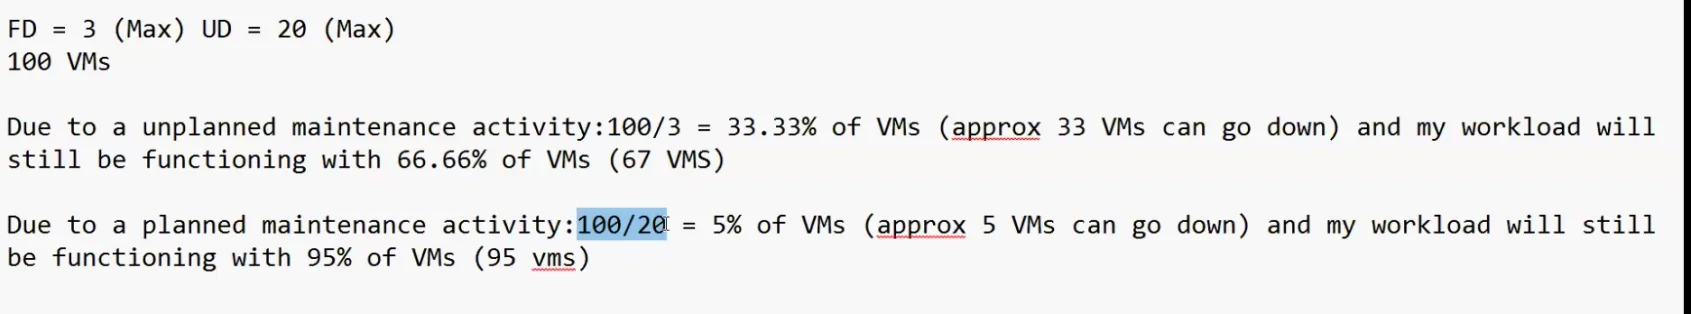 FD = 3 (Max) UD = 20 (Max)
100 VMs
Due to a unplanned maintenance activity:100/3 = 33.33% of VMs (approx 33 VMs can go down) and my workload will
still be functioning with 66.66% of VMs (67 VMS)
Due to a planned maintenance activity:100/20 = 5% of VMs (approx 5 VMs can go down) and my workload will still
be functioning with 95% of VMs (95 vms)